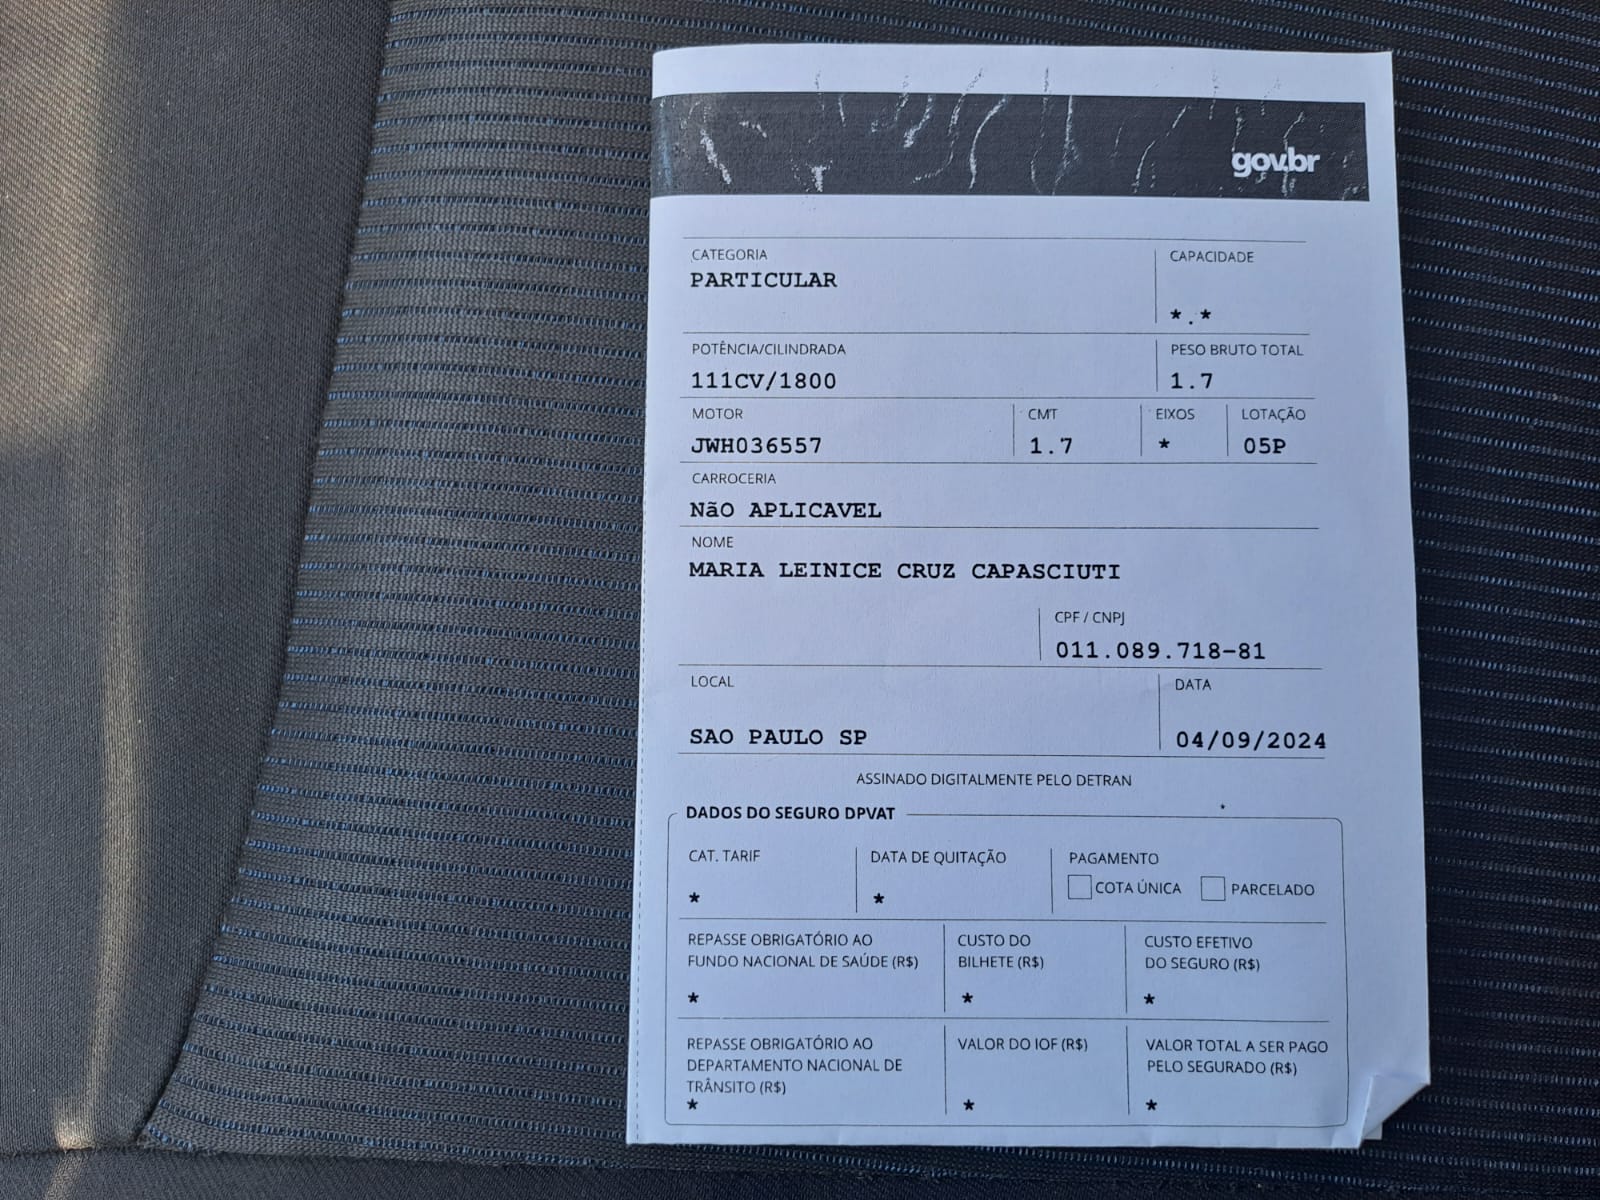 gov.br
CATEGORIA
PARTICULAR
CAPACIDADE
*.*
POTÊNCIA/CILINDRADA
111CV/1800
PESO BRUTO TOTAL
1.7
MOTOR
JWH036557
CMT
1.7
EIXOS
*
LOTAÇÃO
05P
CARROCERIA
NãO APLICAVEL
NOME
MARIA LEINICE CRUZ CAPASCIUTI
CPF / CNPJ
011.089.718-81
LOCAL
SAO PAULO SP
DATA
04/09/2024
ASSINADO DIGITALMENTE PELO DETRAN
DADOS DO SEGURO DPVAT
*
CAT. TARIF
*
DATA DE QUITAÇÃO
*
PAGAMENTO
COTA ÚNICA PARCELADO
REPASSE OBRIGATÓRIO AO
FUNDO NACIONAL DE SAÚDE (R$)
*
CUSTO DO
BILHETE (R$)
*
CUSTO EFETIVO
DO SEGURO (R$)
*
REPASSE OBRIGATÓRIO AO
DEPARTAMENTO NACIONAL DE
TRÂNSITO (R$)
*
VALOR DO IOF (R$)
*
VALOR TOTAL A SER PAGO
PELO SEGURADO (R$)
*